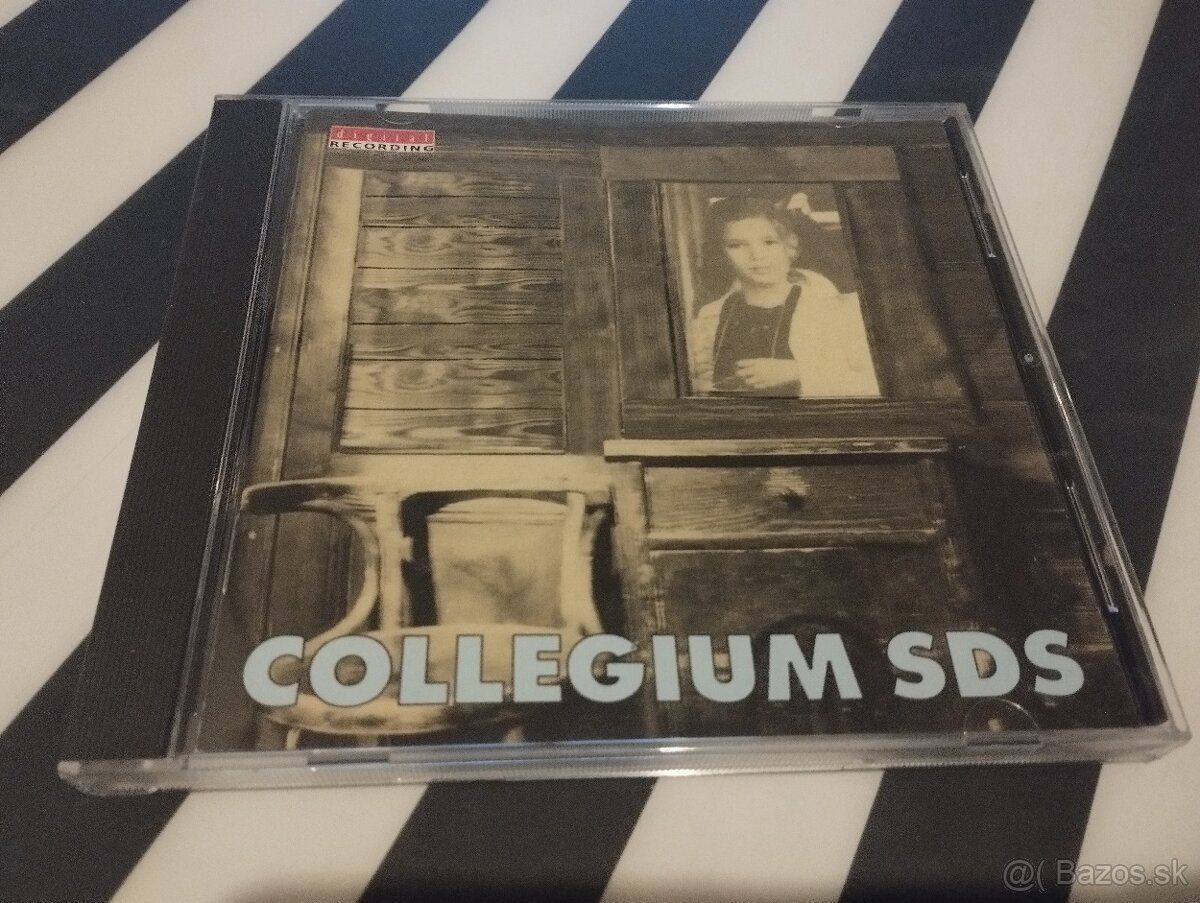 digital
RECORDING
COLLEGIUM SDS
@( Bazos.sk